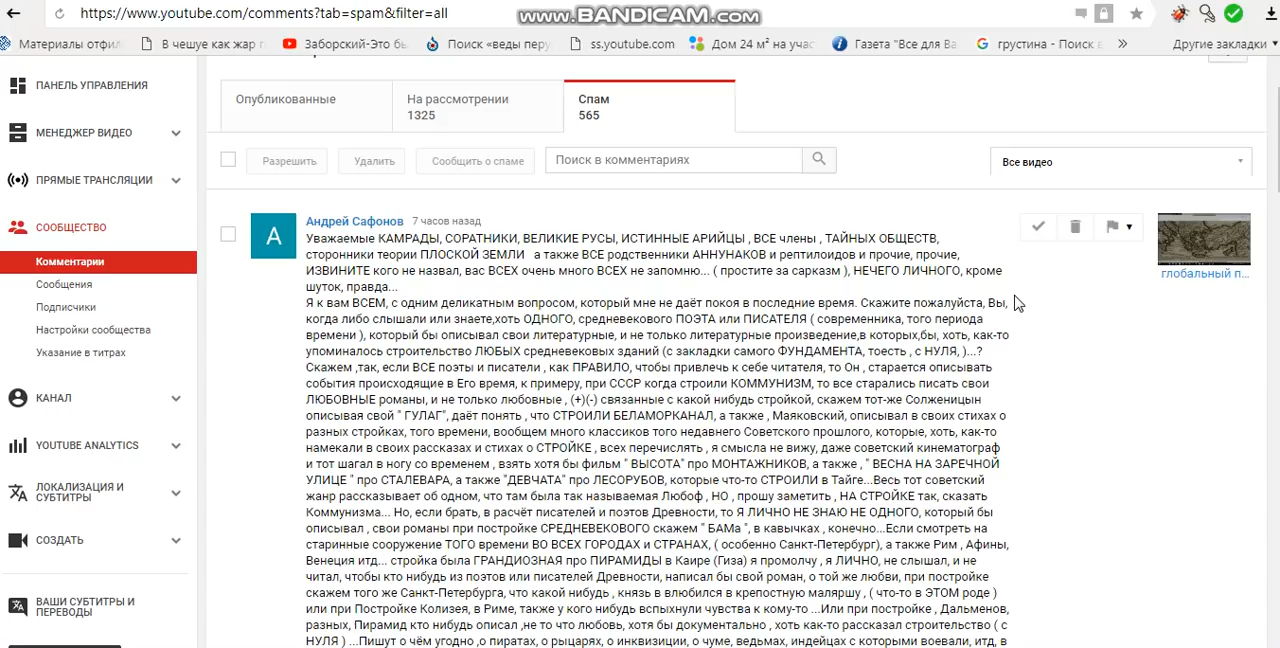 https://www.youtube.com/comments?tab=spam&filter=all
www.BANDICAM.com
Материалы отфил
В чешуе как жар г
Заборский-Это бы
Поиск «веды перу
ss.youtube.com
Дом 24 m² на учас
Газета "Все для Ва
грустина - Поиск в
Другие закладки
ПАНЕЛЬ УПРАВЛЕНИЯ
МЕНЕДЖЕР ВИДЕО
ПРЯМЫЕ ТРАНСЛЯЦИИ
СООБЩЕСТВО
Комментарии
Сообщения
Подписчики
Настройки сообщества
Указание в титрах
КАНАЛ
YOUTUBE ANALYTICS
ЛОКАЛИЗАЦИЯ И
СУБТИТРЫ
СОЗДАТЬ
ВАШИ СУБТИТРЫ И
ПЕРЕВОДЫ
Опубликованные
На рассмотрении
1325
Спам
565
Разрешить
Удалить
Сообщить о спаме
Поиск в комментариях
Все видео
А
Андрей Сафонов 7 часов назад
Уважаемые КАМРАДЫ, СОРАТНИКИ, ВЕЛИКИЕ РУСЫ, ИСТИННЫЕ АРИЙЦЫ , ВСЕ члены , ТАЙНЫХ ОБЩЕСТВ,
сторонники теории ПЛОСКОЙ ЗЕМЛИ а также ВСЕ родственники АННУНАКОВ и рептилоидов и прочие, прочие,
ИЗВИНИТЕ кого не назвал, вас ВСЕХ очень много ВСЕХ не запомню... ( простите за сарказм ), НЕЧЕГО ЛИЧНОГО, кроме
шуток, правда...
Я к вам ВСЕМ, с одним деликатным вопросом, который мне не даёт покоя в последние время. Скажите пожалуйста, Вы,
когда либо слышали или знаете,хоть ОДНОГО, средневекового ПОЭТА или ПИСАТЕЛЯ ( современника, того периода
времени ), который бы описывал свои литературные, и не только литературные произведение,в которых,бы, хоть, как-то
упоминалось строительство ЛЮБЫХ средневековых зданий (с закладки самого ФУНДАМЕНТА, тоесть , с НУЛЯ, )...?
Скажем ,так, если ВСЕ поэты и писатели , как ПРАВИЛО, чтобы привлечь к себе читателя, то Он , старается описывать
события происходящие в Его время, к примеру, при СССР когда строили КОММУНИЗМ, то все старались писать свои
ЛЮБОВНЫЕ романы, и не только любовные , (+)(-) связанные с какой нибудь стройкой, скажем тот-же Солженицын
описывая свой " ГУЛАГ", даёт понять , что СТРОИЛИ БЕЛАМОРКАНАЛ, а также , Маяковский, описывал в своих стихах о
разных стройках, того времени, вообщем много классиков того недавнего Советского прошлого, которые, хоть, как-то
намекали в своих рассказах и стихах о СТРОЙКЕ , всех перечислять , я смысла не вижу, даже советский кинематограф
и тот шагал в ногу со временем , взять хотя бы фильм " ВЫСОТА" про МОНТАЖНИКОВ, а также , " ВЕСНА НА ЗАРЕЧНОЙ
УЛИЦЕ " про СТАЛЕВАРА, а также "ДЕВЧАТА" про ЛЕСОРУБОВ, которые что-то СТРОИЛИ в Тайге...Весь тот советский
жанр рассказывает об одном, что там была так называемая Любоф , НО , прошу заметить , НА СТРОЙКЕ так, сказать
Коммунизма... Но, если брать, в расчёт писателей и поэтов Древности, то Я ЛИЧНО НЕ ЗНАЮ НЕ ОДНОГО, который бы
описывал , свои романы при постройке СРЕДНЕВЕКОВОГО скажем " БАМа ", в кавычках , конечно...Если смотреть на
старинные сооружение ТОГО времени ВО ВСЕХ ГОРОДАХ и СТРАНАХ, ( особенно Санкт-Петербург), а также Рим , Афины,
Венеция итд... стройка была ГРАНДИОЗНАЯ про ПИРАМИДЫ в Каире (Гиза) я промолчу , я ЛИЧНО, не слышал, и не
читал, чтобы кто нибудь из поэтов или писателей Древности, написал бы свой роман, о той же любви, при постройке
скажем того же Санкт-Петербурга, что какой нибудь , князь в влюбился в крепостную маляршу , ( что-то в ЭТОМ роде )
или при Постройке Колизея, в Риме, также у кого нибудь вспыхнули чувства к кому-то ...Или при постройке , Дальменов,
разных, Пирамид кто нибудь описал ,не то что любовь, хотя бы документально , хоть как-то рассказал строительство ( с
НУЛЯ ) ...Пишут о чём угодно ,о пиратах, о рыцарях, о инквизиции, о чуме, ведьмах, индейцах с которыми воевали, итд, в
глобальный п...